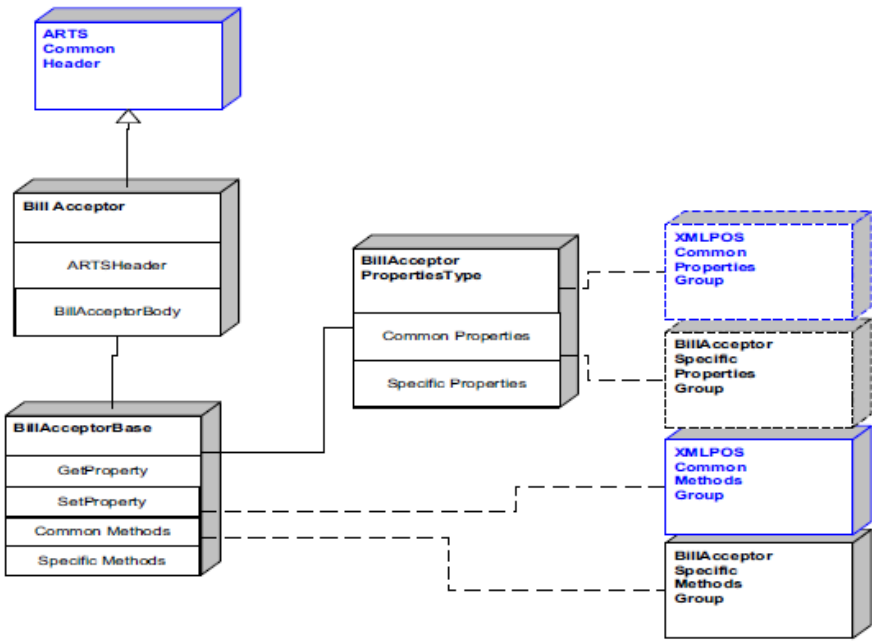 ARTS
Common
Header
Bill Acceptor
ARTSHeader
BillAcceptorBody
BillAcceptor
PropertiesType
Common Properties
Specific Properties
XMLPOS
Common
Properties
Group
BillAcceptor
Specific
Properties
Group
BillAcceptorBase
GetProperty
SetProperty
Common Methods
Specific Methods
XMLPOS
Common
Methods
Group
BillAcceptor
Specific
Methods
Group